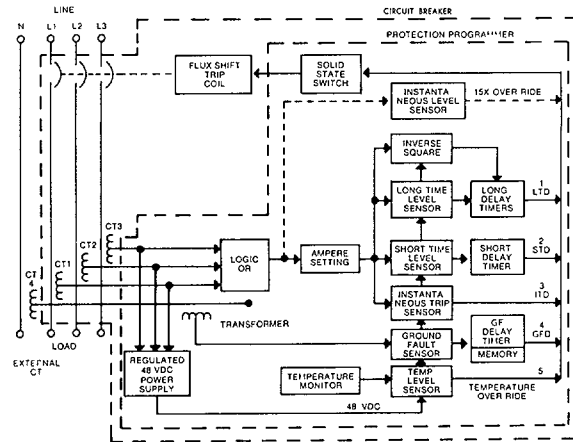 LINE
CIRCUIT BREAKER
N
L1
L2
L3
PROTECTION PROGRAMMER
FLUX SHIFT
TRIP
COIL
SOLID
STATE
SWITCH
INSTANTA
NEOUS LEVEL
SENSOR
15X OVER RIDE
INVERSE
SQUARE
LONG TIME
LEVEL
SENSOR
LONG
DELAY
TIMERS
1
LTD
CT3
CT2
CT1
CT
4
LOGIC
OR
AMPERE
SETTING
SHORT TIME
LEVEL
SENSOR
SHORT
DELAY
TIMER
2
STD
INSTANTA
NEOUS TRIP
SENSOR
3
ITD
TRANSFORMER
GROUND
FAULT
SENSOR
GF
DELAY
TIMER
MEMORY
4
GFD
LOAD
EXTERNAL
CT
REGULATED
48 VDC
POWER
SUPPLY
TEMPERATURE
MONITOR
TEMP
LEVEL
SENSOR
5
TEMPERATURE
OVER RIDE
48 VDC